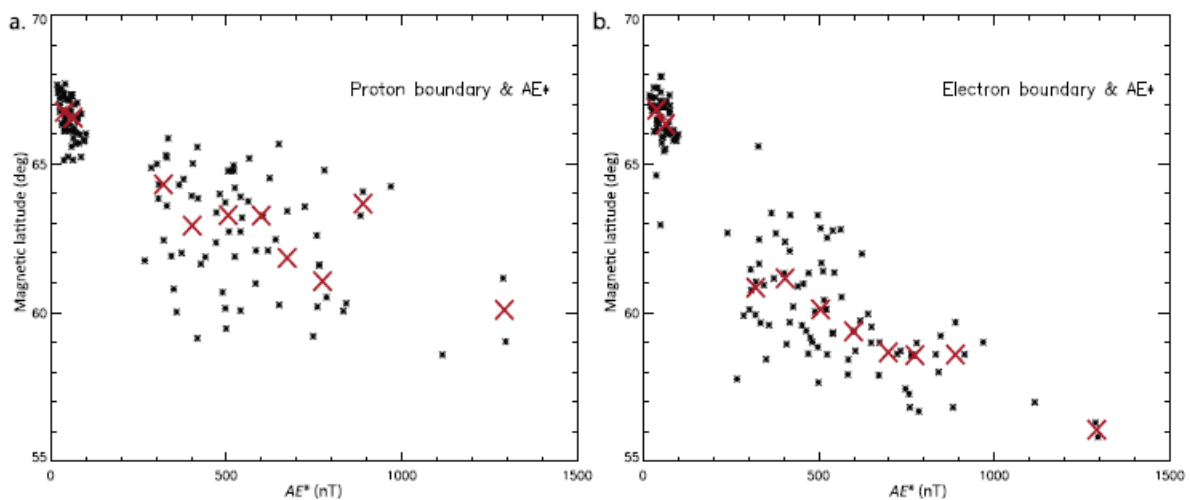 a.
70
65
60
55
0
500
1000
1500
Magnetic latitude (deg)
AE* (nT)
Proton boundary & AE*
b.
70
65
60
55
0
500
1000
1500
Magnetic latitude (deg)
AE* (nT)
Electron boundary & AE*